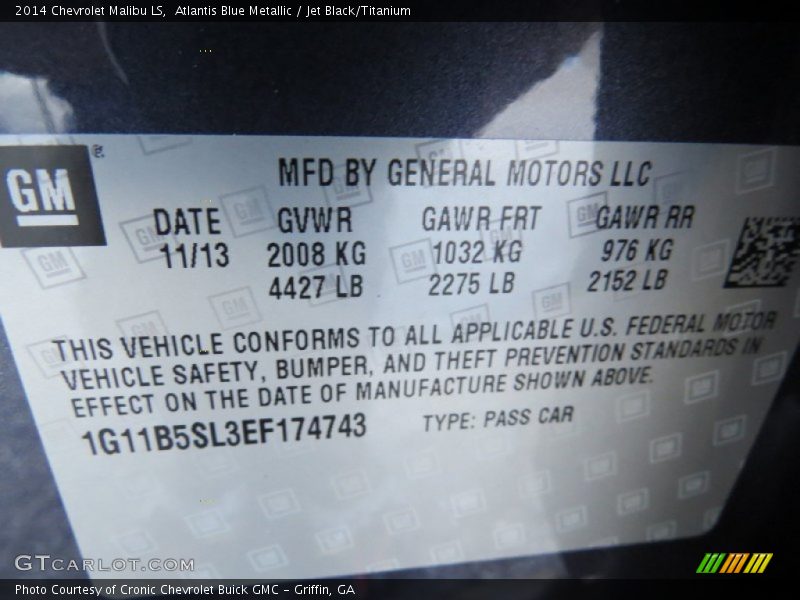 2014 Chevrolet Malibu LS,  Atlantis Blue Metallic / Jet Black/Titanium
GM®
MFD BY GENERAL MOTORS LLC
DATE GVWR GAWR FRT GAWR RR
11/13 2008 KG 1032 KG 976 KG
4427 LB 2275 LB 2152 LB
THIS VEHICLE CONFORMS TO ALL APPLICABLE U.S. FEDERAL MOTOR
VEHICLE SAFETY, BUMPER, AND THEFT PREVENTION STANDARDS IN
EFFECT ON THE DATE OF MANUFACTURE SHOWN ABOVE.
1G11B5SL3EF174743 TYPE: PASS CAR
GTCARLOT.COM
Photo Courtesy of Cronic Chevrolet Buick GMC – Griffin, GA